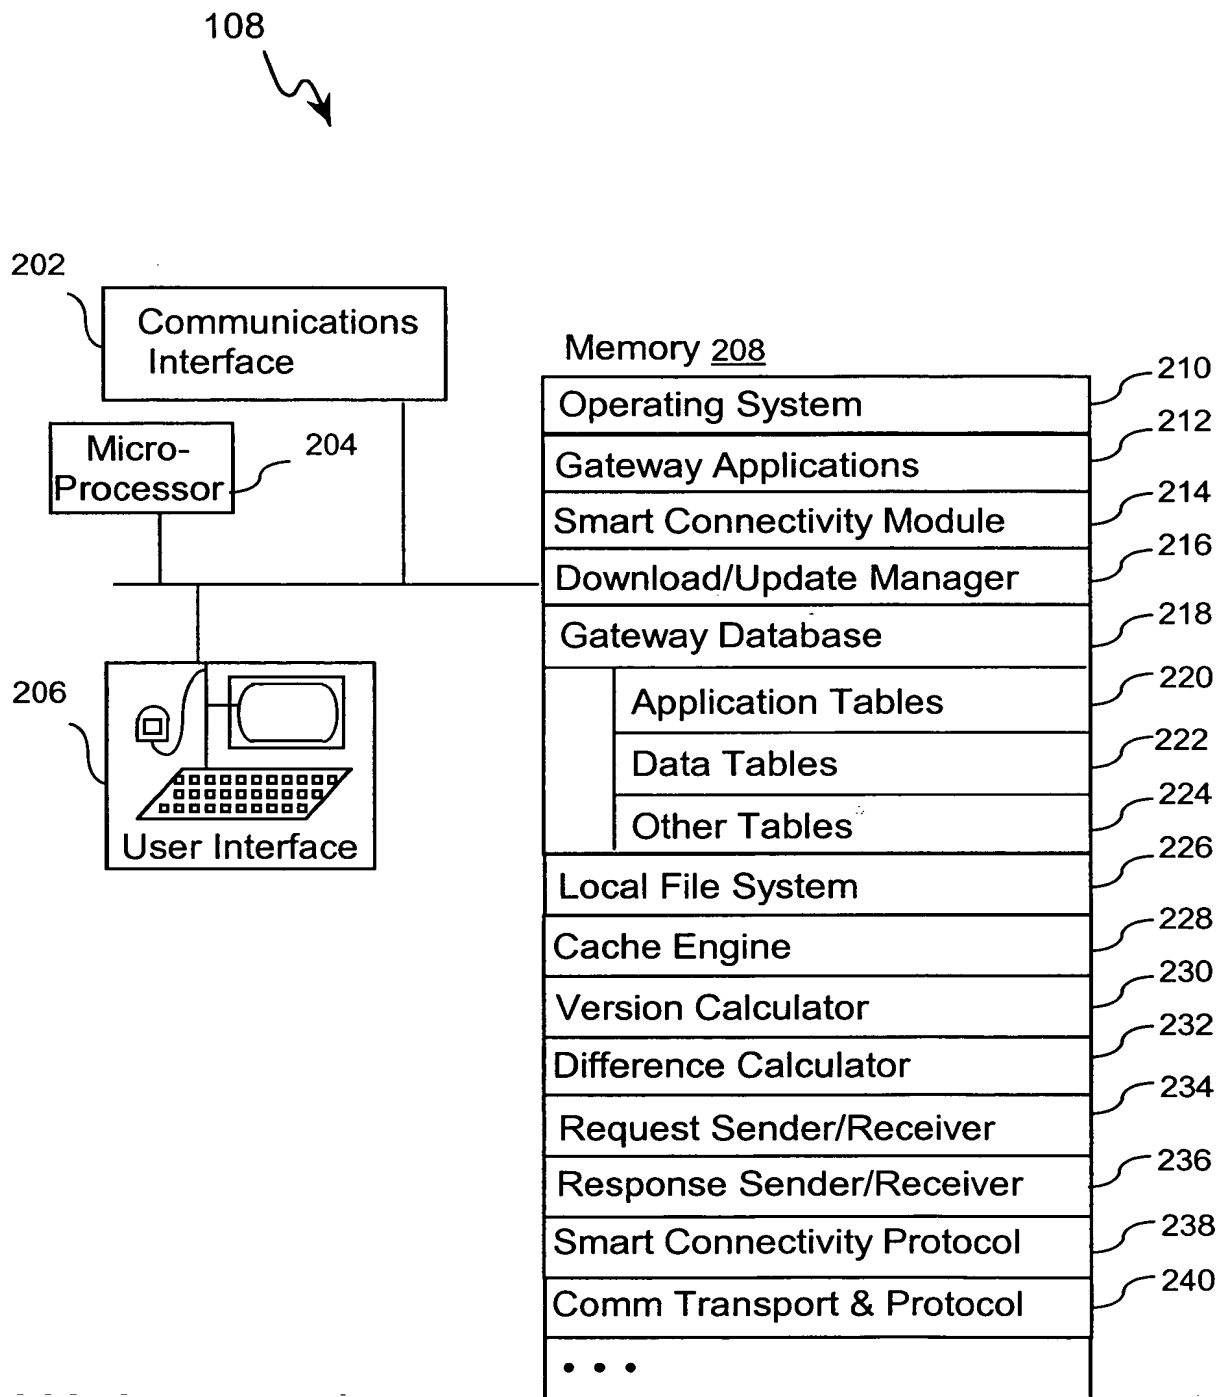 108
202
Communications
Interface
Micro-
Processor
204
206
User Interface
Memory 208
Operating System
210
Gateway Applications
212
Smart Connectivity Module
214
Download/Update Manager
216
Gateway Database
218
Application Tables
220
Data Tables
222
Other Tables
224
Local File System
226
Cache Engine
228
Version Calculator
230
Difference Calculator
232
Request Sender/Receiver
234
Response Sender/Receiver
236
Smart Connectivity Protocol
238
Comm Transport & Protocol
240
• • •